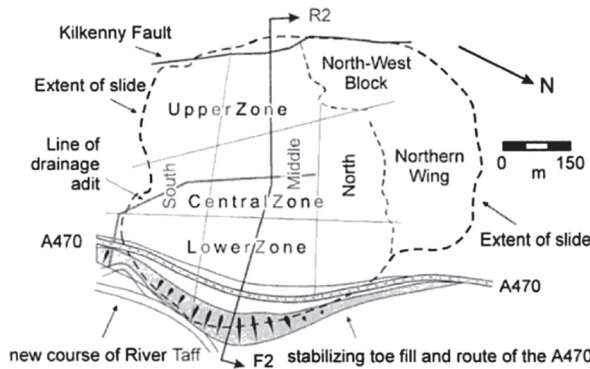 R2
Kilkenny Fault
North-West
Block
N
Extent of slide
Upper Zone
0 150
m
Line of
drainage
adit
South
Middle
North
Northern
Wing
Central Zone
A470
Lower Zone
Extent of slide
A470
new course of River Taff
F2
stabilizing toe fill and route of the A470